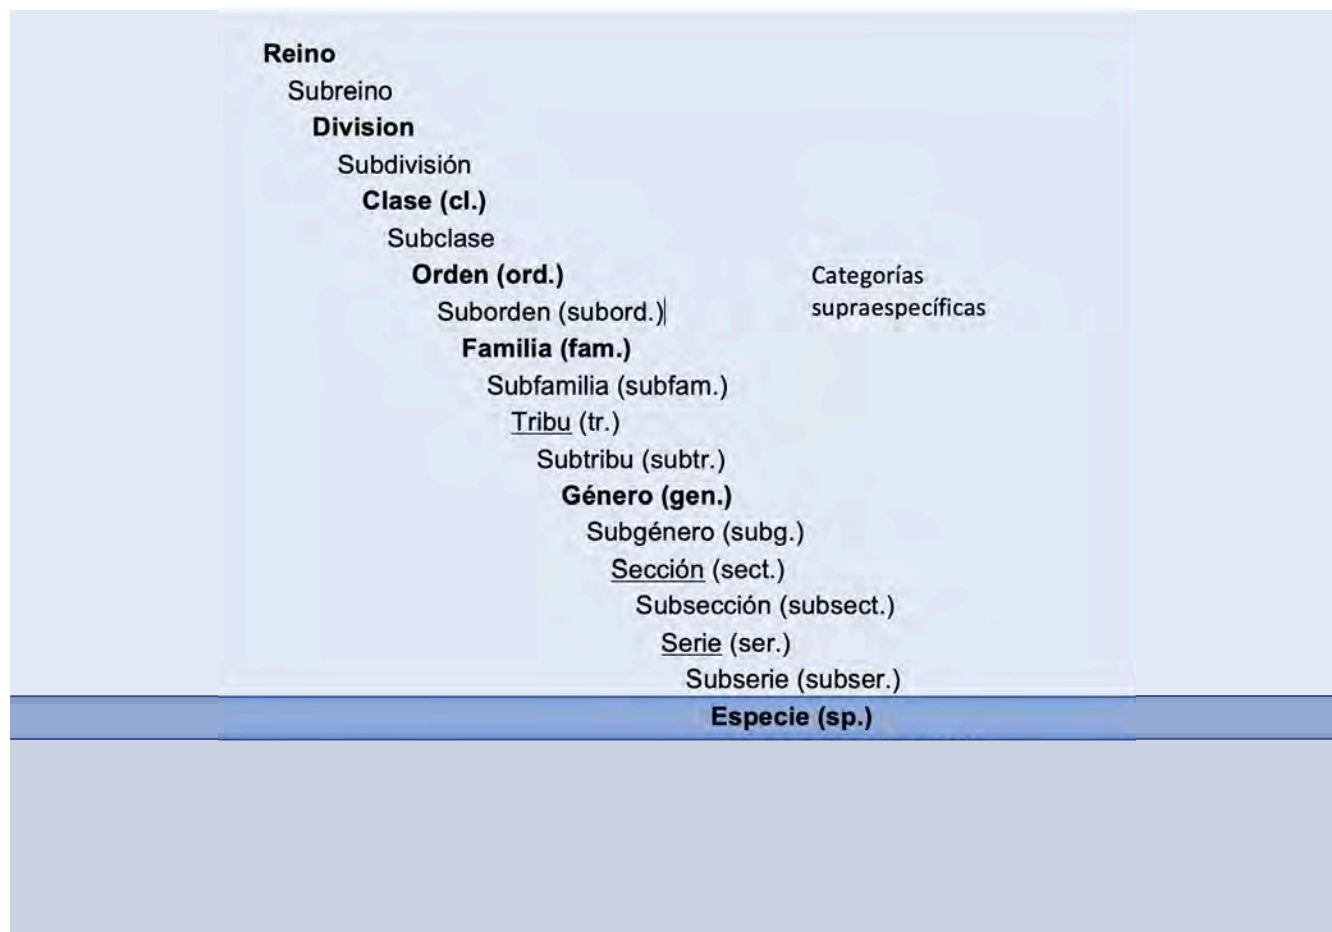 Reino
Subreino
Division
Subdivisión
Clase (cl.)
Subclase
Orden (ord.)
Categorías
supraespecíficas
Suborden (subord.)
Familia (fam.)
Subfamilia (subfam.)
Tribu (tr.)
Subtribu (subtr.)
Género (gen.)
Subgénero (subg.)
Sección (sect.)
Subsección (subsect.)
Serie (ser.)
Subserie (subser.)
Especie (sp.)